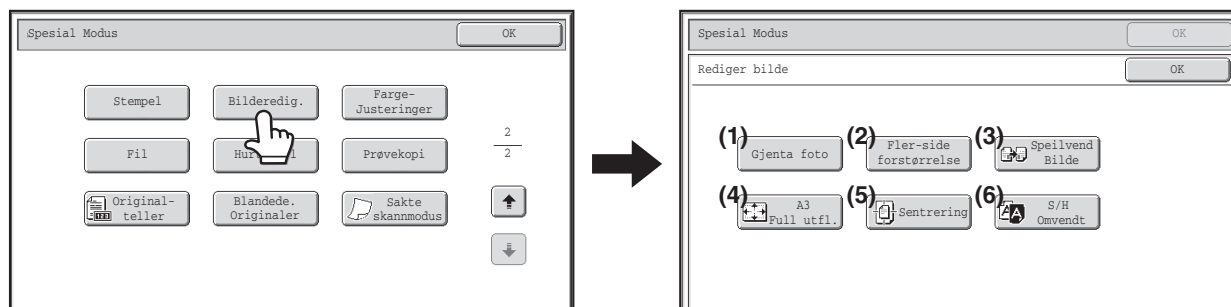 Spesial Modus
OK
Stempel
Bilderedig.
Farge-
Justeringer
Fil
Prøvekopi
2
2
Original-
teller
Blandede.
Originaler
Sakte
skannmodus
Spesial Modus
OK
Rediger bilde
OK
(1)
Gjenta foto
(2)
Fler-side
forstørrelse
(3)
Speilvend
Bilde
(4)
A3
Full utfl.
(5)
Sentrering
(6)
S/H
Omvendt